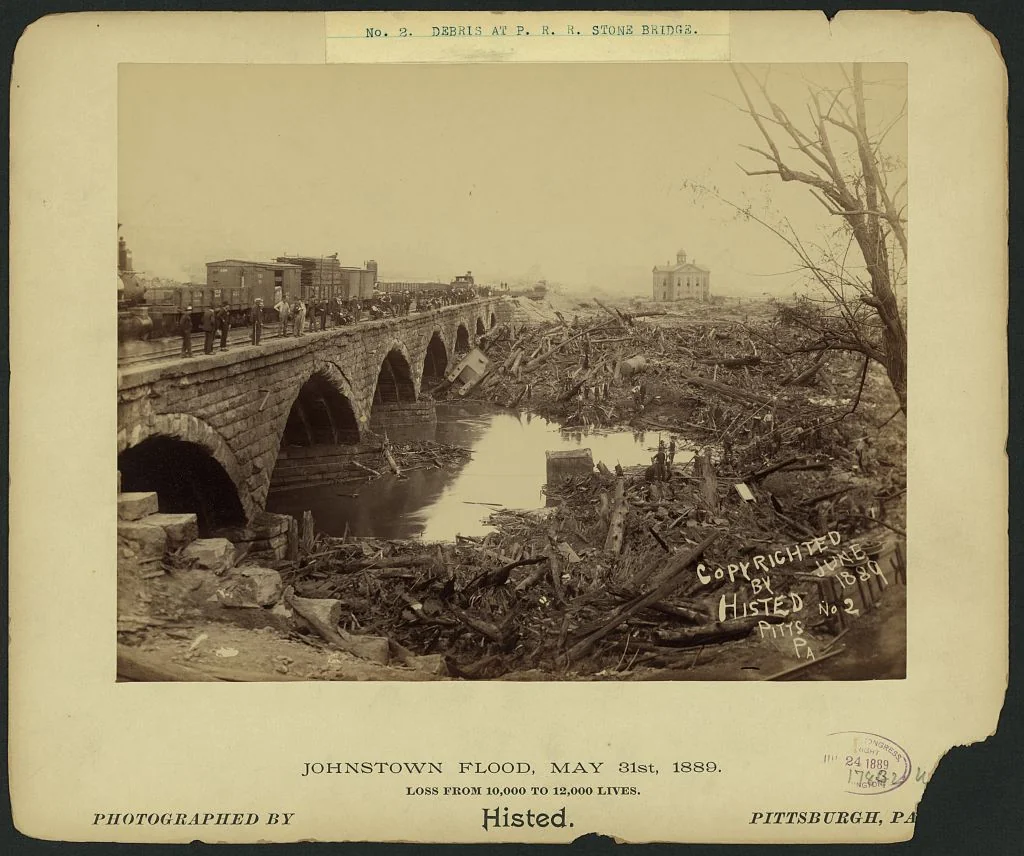 No. 2. DEBRIS AT P. R. R. STONE BRIDGE.
COPYRIGHTED
BY
HISTED
PITTS
PA
JUNE
1889
No 2
JOHNSTOWN FLOOD, MAY 31st, 1889.
LOSS FROM 10,000 TO 12,000 LIVES.
PHOTOGRAPHED BY Histed. PITTSBURGH, PA
CONGRESS
24 1889